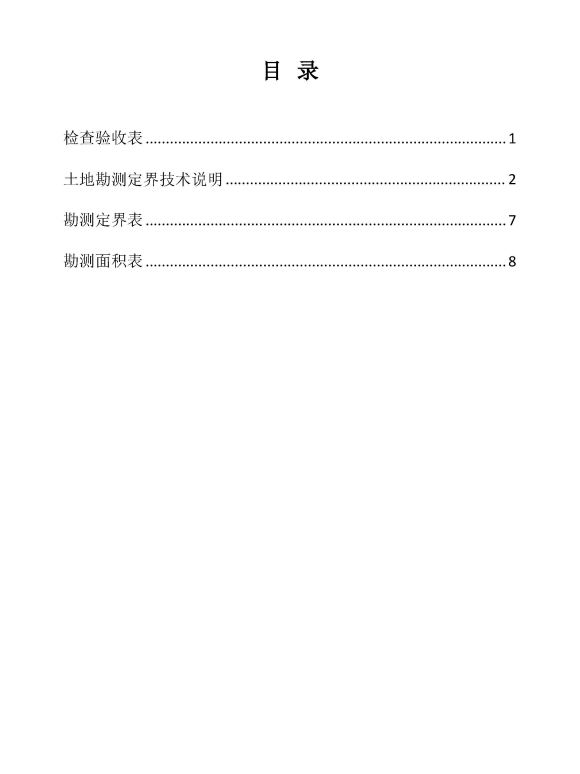 目 录
检查验收表........................................................................................1
土地勘测定界技术说明....................................................................2
勘测定界表........................................................................................7
勘测面积表........................................................................................8